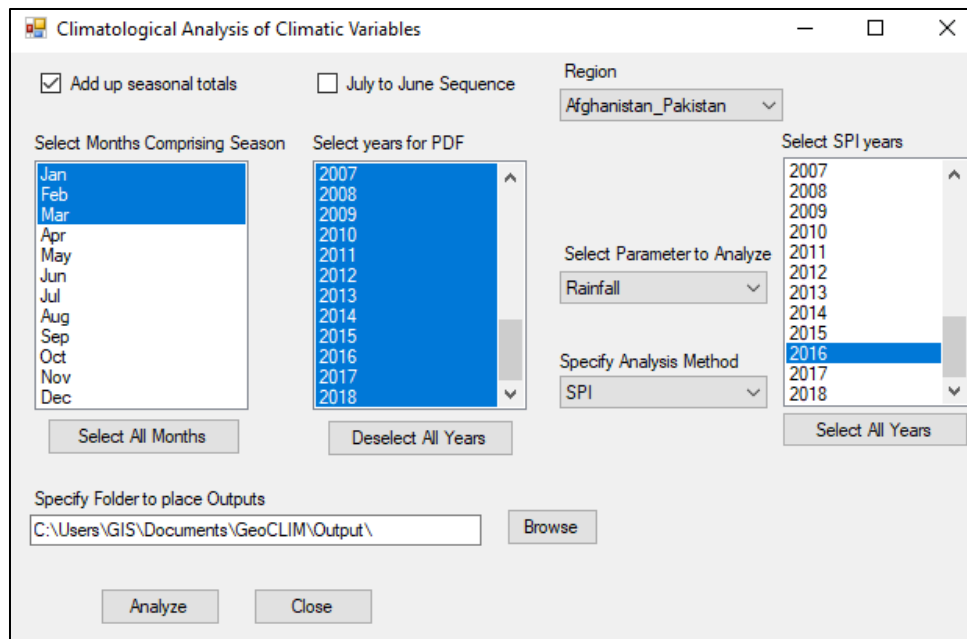 Climatological Analysis of Climatic Variables
Add up seasonal totals
July to June Sequence
Region
Afghanistan_Pakistan
Select Months Comprising Season
Jan
Feb
Mar
Apr
May
Jun
Jul
Aug
Sep
Oct
Nov
Dec
Select All Months
Select years for PDF
2007
2008
2009
2010
2011
2012
2013
2014
2015
2016
2017
2018
Deselect All Years
Select Parameter to Analyze
Rainfall
Specify Analysis Method
SPI
Select SPI years
2007
2008
2009
2010
2011
2012
2013
2014
2015
2016
2017
2018
Select All Years
Specify Folder to place Outputs
C:\Users\GIS\Documents\GeoCLIM\Output\
Browse
Analyze
Close